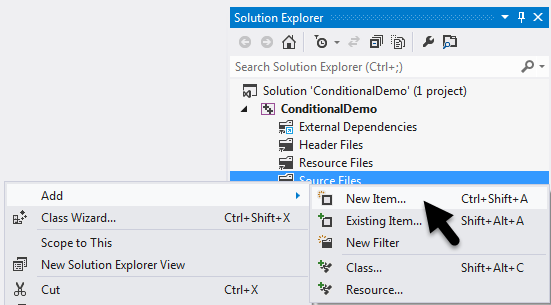 Solution Explorer
Search Solution Explorer (Ctrl+;)
Solution 'ConditionalDemo' (1 project)
ConditionalDemo
External Dependencies
Header Files
Resource Files
Source Files
Add
Class Wizard... Ctrl+Shift+X
Scope to This
New Solution Explorer View
Cut Ctrl+X
New Item... Ctrl+Shift+A
Existing Item... Shift+Alt+A
New Filter
Class... Shift+Alt+C
Resource...